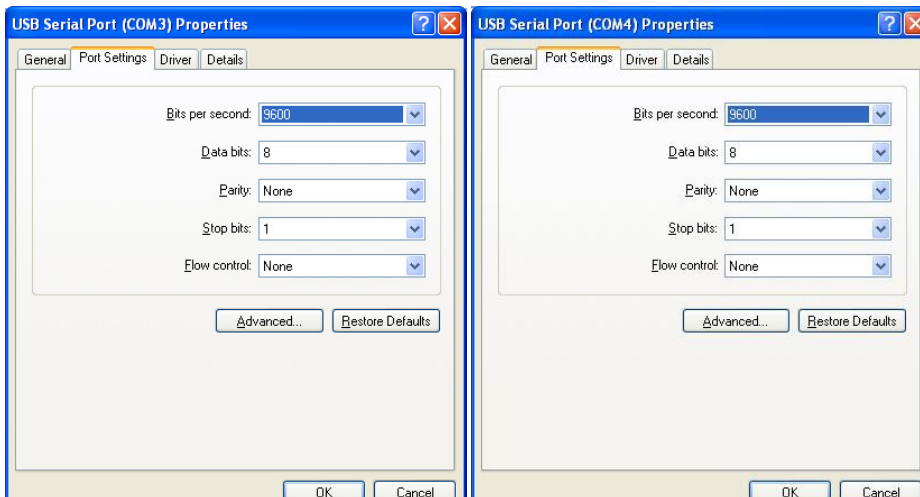 USB Serial Port (COM3) Properties
General Port Settings Driver Details
Bits per second: 9600
Data bits: 8
Parity: None
Stop bits: 1
Flow control: None
Advanced... Restore Defaults
OK Cancel
USB Serial Port (COM4) Properties
General Port Settings Driver Details
Bits per second: 9600
Data bits: 8
Parity: None
Stop bits: 1
Flow control: None
Advanced... Restore Defaults
OK Cancel